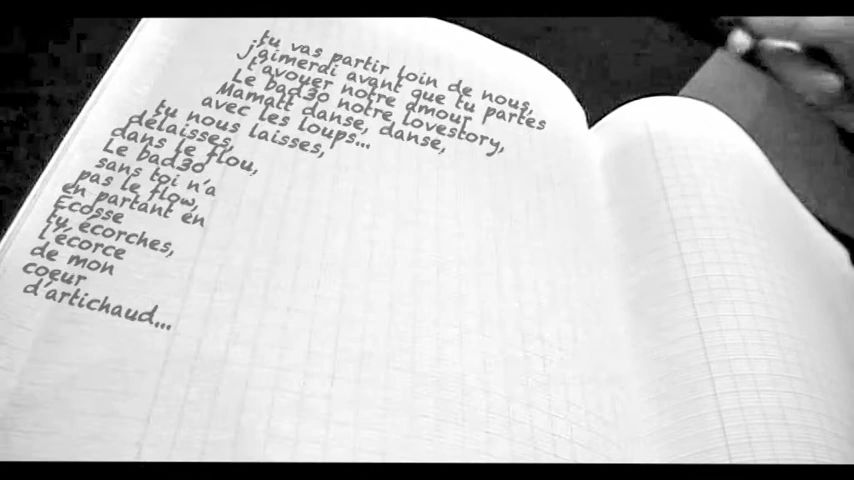 tu vas partir loin de nous,
j'aimerai avant que tu partes
t'avouer notre amour
Le bad30 notre lovestory,
Mamatt danse, danse,
avec les loups...
tu nous laisses,
délaisses,
dans le flou,
Le bad30
sans toi n'a
pas le flow,
en partant en
Ecosse
tu écorches,
l'écorce
de mon
coeur
d'artichaud...